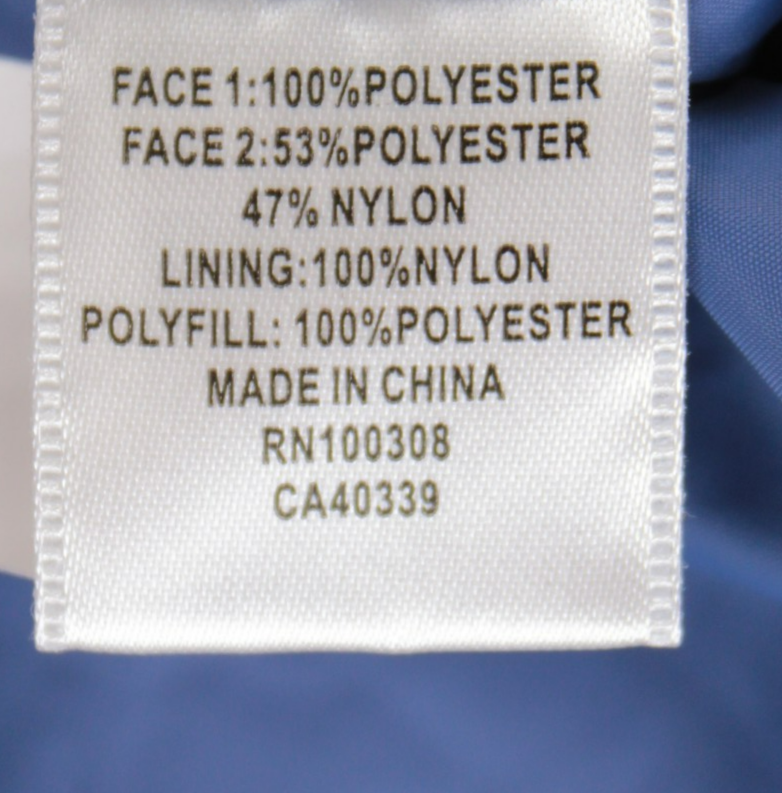 FACE 1:100%POLYESTER
FACE 2:53%POLYESTER
47% NYLON
LINING:100%NYLON
POLYFILL: 100%POLYESTER
MADE IN CHINA
RN100308
CA40339